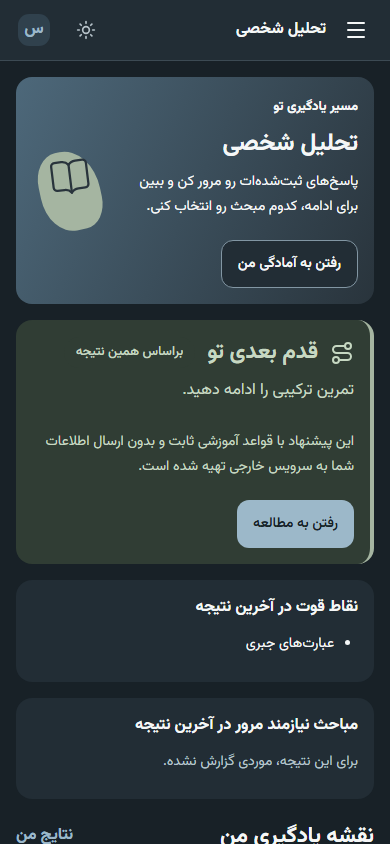 تحلیل شخصی
س
مسیر یادگیری تو
تحلیل شخصی
پاسخ‌های ثبت‌شده‌ات رو مرور کن و ببین
برای ادامه، کدوم مبحث رو انتخاب کنی.
رفتن به آمادگی من
قدم بعدی تو
براساس همین نتیجه
تمرین ترکیبی را ادامه دهید.
این پیشنهاد با قواعد آموزشی ثابت و بدون ارسال اطلاعات
شما به سرویس خارجی تهیه شده است.
رفتن به مطالعه
نقاط قوت در آخرین نتیجه
عبارت‌های جبری
مباحث نیازمند مرور در آخرین نتیجه
برای این نتیجه، موردی گزارش نشده.
نقشه یادگیری من
نتایج من